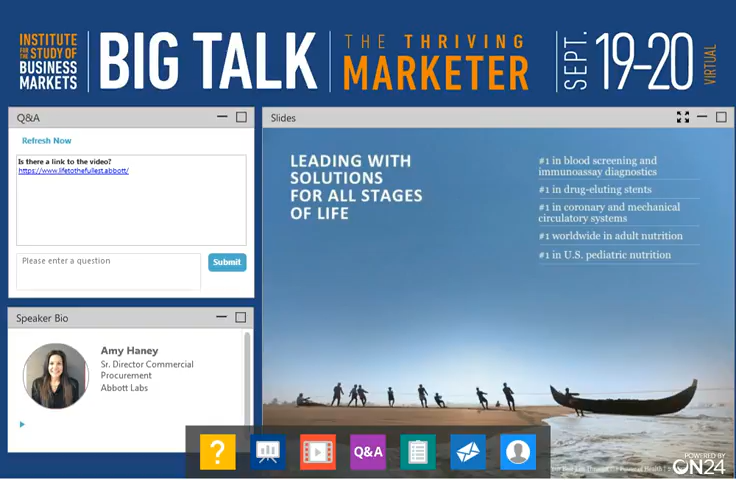 INSTITUTE
FOR THE STUDY OF
BUSINESS
MARKETS
BIG TALK
THE THRIVING
MARKETER
SEPT.
19–20
VIRTUAL
Q&A
Refresh Now
Is there a link to the video?
https://www.lifetothefullest.abbott/
Please enter a question
Submit
Speaker Bio
Amy Haney
Sr. Director Commercial
Procurement
Abbott Labs
Slides
LEADING WITH
SOLUTIONS
FOR ALL STAGES
OF LIFE
#1 in blood screening and
immunoassay diagnostics
#1 in drug-eluting stents
#1 in coronary and mechanical
circulatory systems
#1 worldwide in adult nutrition
#1 in U.S. pediatric nutrition
?
Q&A
Power of Health
POWERED BY
ON24